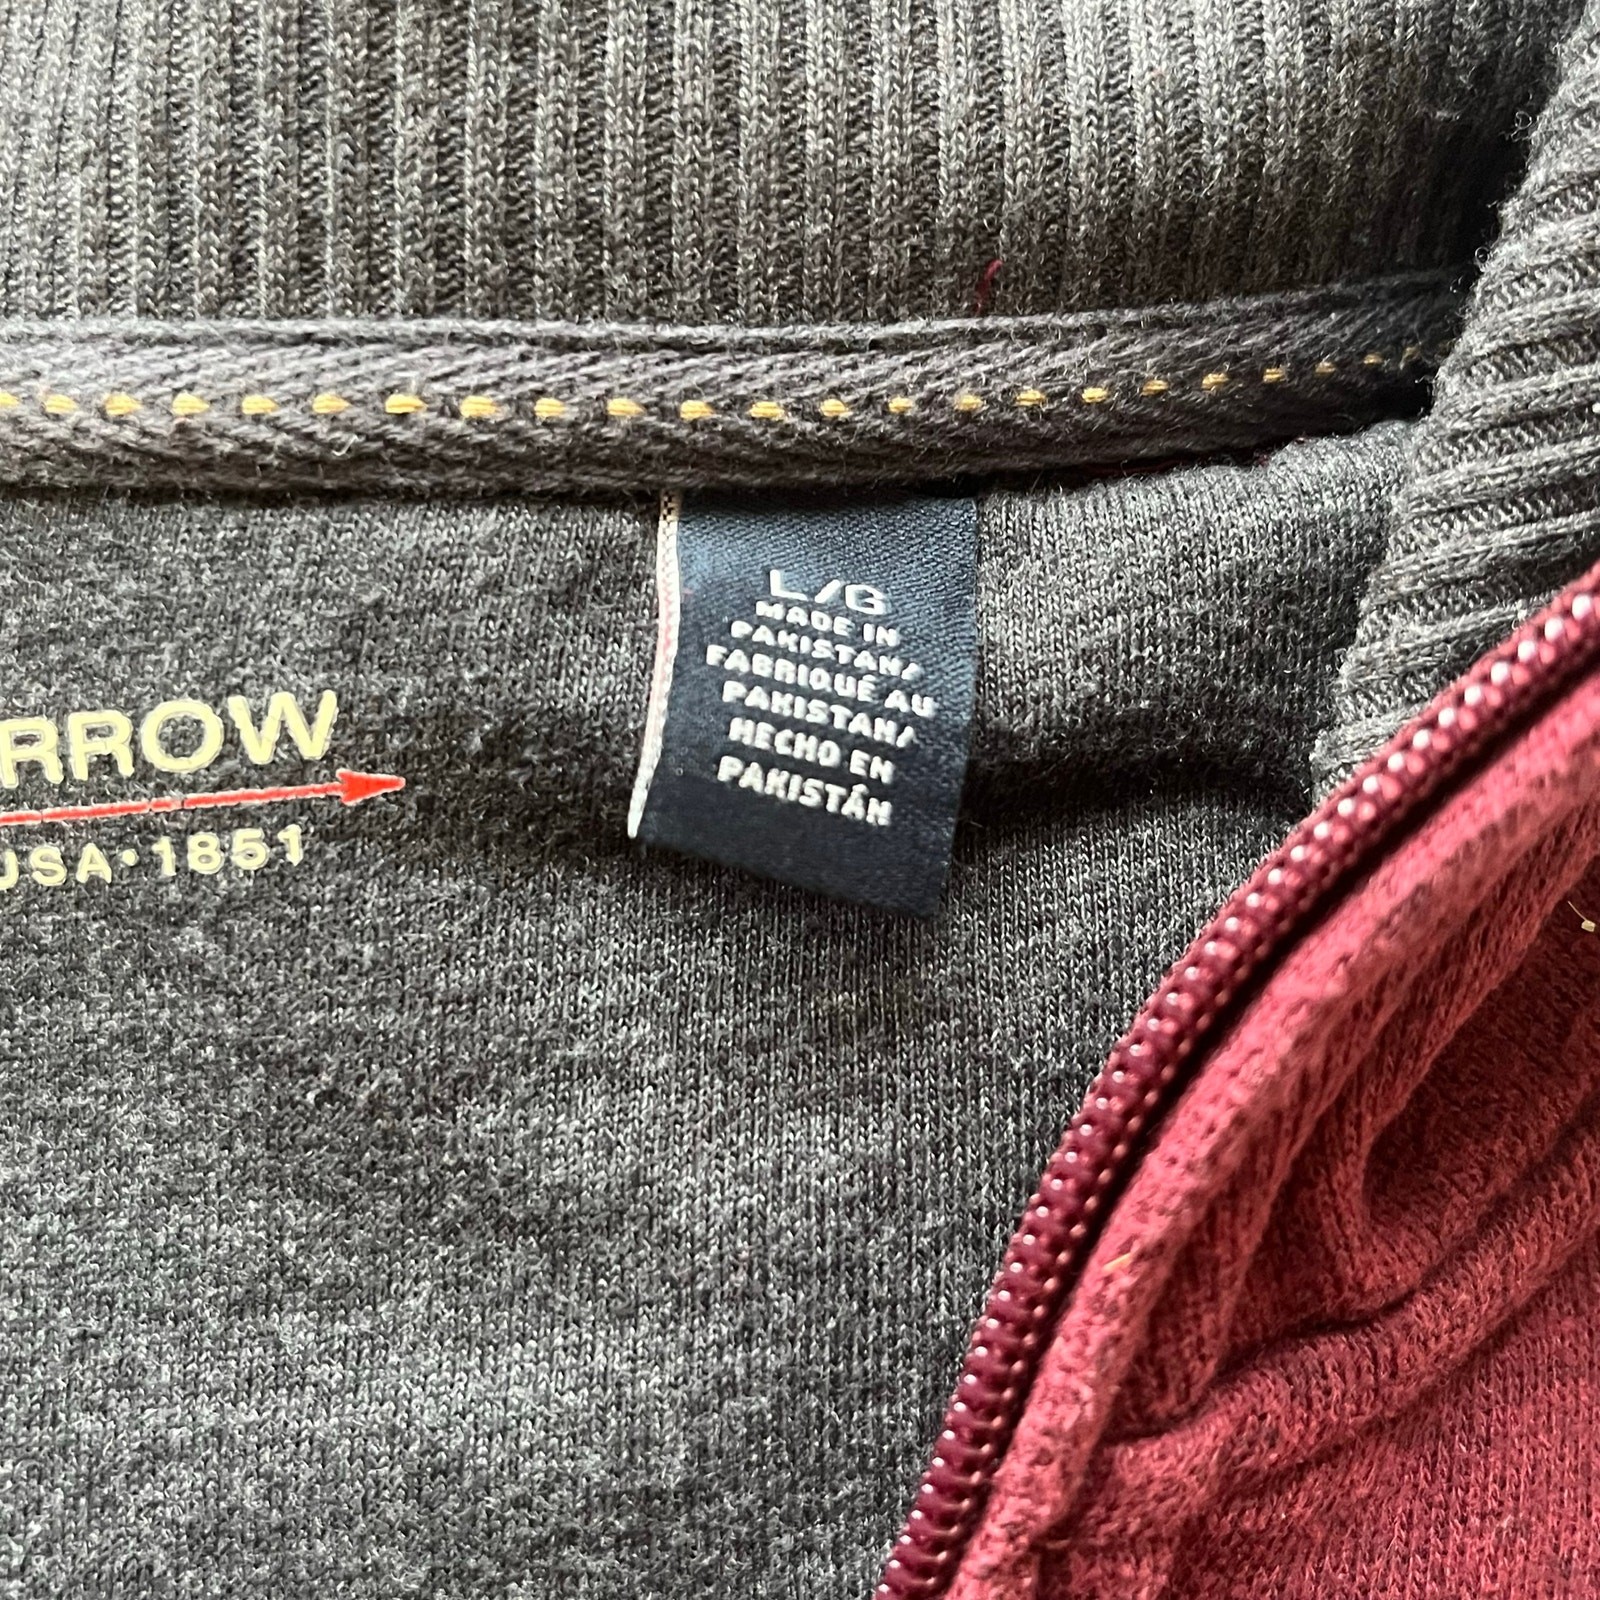 RROW
USA·1851
L/G
MADE IN
PAKISTAN/
FABRIQUÉ AU
PAKISTAN/
HECHO EN
PAKISTÁN